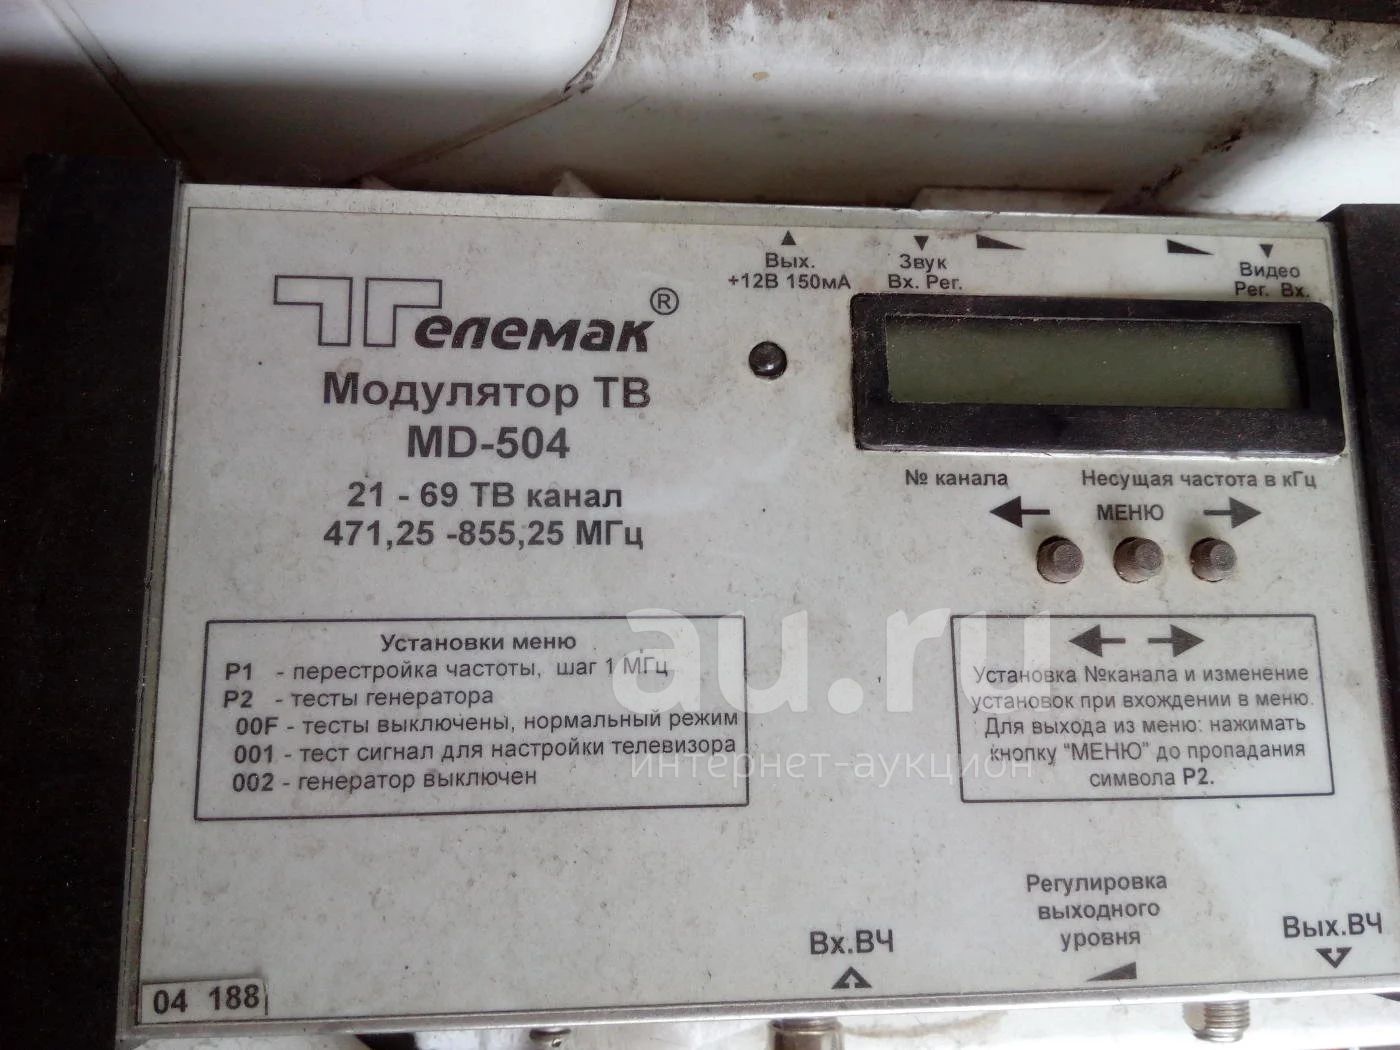 Вых.
+12В 150мА
Звук
Вх. Рег.
Видео
Рег. Вх.
Телемак®
Модулятор ТВ
MD-504
21 - 69 ТВ канал
471,25 -855,25 МГц
№ канала
Несущая частота в кГц
МЕНЮ
Установки меню
P1 - перестройка частоты, шаг 1 МГц
P2 - тесты генератора
00F - тесты выключены, нормальный режим
001 - тест сигнал для настройки телевизора
002 - генератор выключен
Установка №канала и изменение
установок при вхождении в меню.
Для выхода из меню: нажимать
кнопку "МЕНЮ" до пропадания
символа P2.
au.ru
интернет-аукцион
Регулировка
выходного
уровня
Вх.ВЧ
Вых.ВЧ
04 188